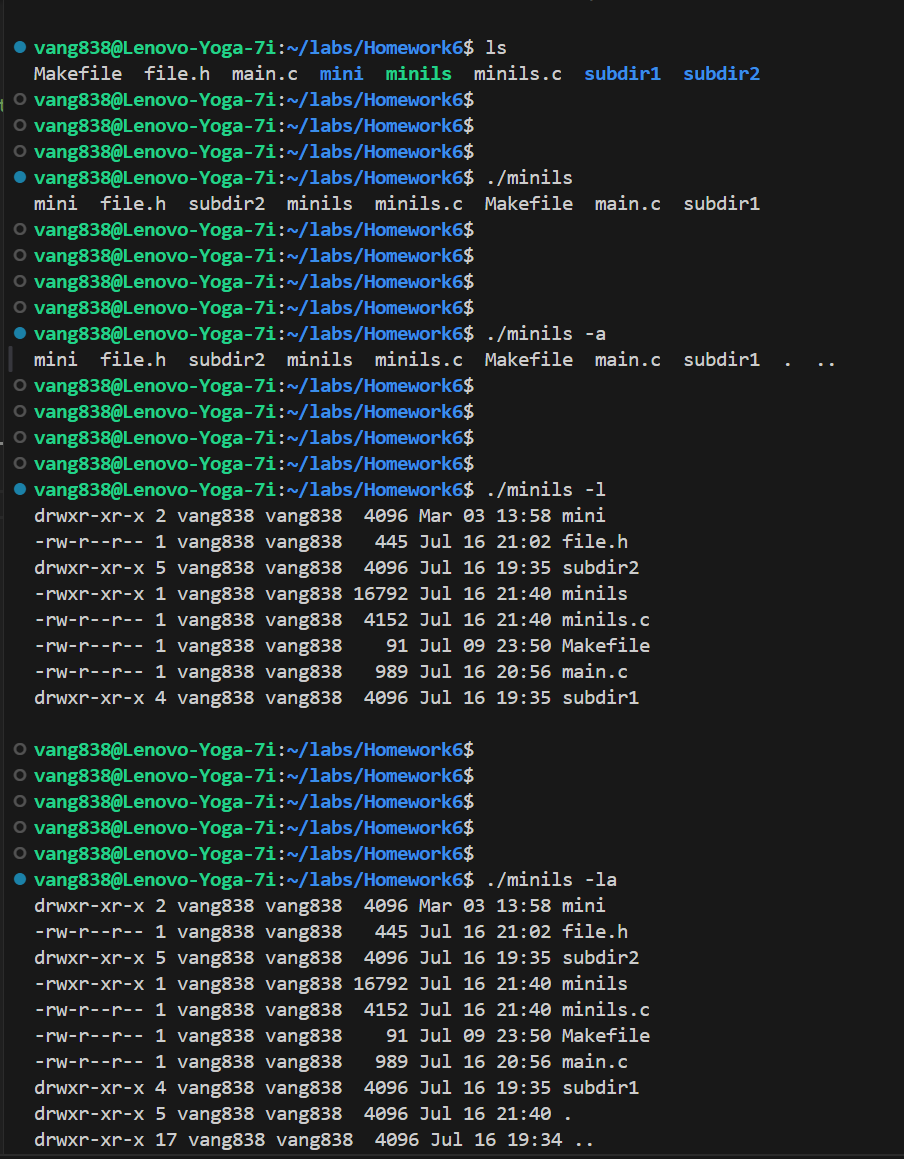 vang838@Lenovo-Yoga-7i:~/labs/Homework6$ ls
Makefile  file.h  main.c  mini  minils  minils.c  subdir1  subdir2
vang838@Lenovo-Yoga-7i:~/labs/Homework6$
vang838@Lenovo-Yoga-7i:~/labs/Homework6$
vang838@Lenovo-Yoga-7i:~/labs/Homework6$
vang838@Lenovo-Yoga-7i:~/labs/Homework6$ ./minils
mini  file.h  subdir2  minils  minils.c  Makefile  main.c  subdir1
vang838@Lenovo-Yoga-7i:~/labs/Homework6$
vang838@Lenovo-Yoga-7i:~/labs/Homework6$
vang838@Lenovo-Yoga-7i:~/labs/Homework6$
vang838@Lenovo-Yoga-7i:~/labs/Homework6$
vang838@Lenovo-Yoga-7i:~/labs/Homework6$ ./minils -a
mini  file.h  subdir2  minils  minils.c  Makefile  main.c  subdir1  .  ..
vang838@Lenovo-Yoga-7i:~/labs/Homework6$
vang838@Lenovo-Yoga-7i:~/labs/Homework6$
vang838@Lenovo-Yoga-7i:~/labs/Homework6$
vang838@Lenovo-Yoga-7i:~/labs/Homework6$
vang838@Lenovo-Yoga-7i:~/labs/Homework6$ ./minils -l
drwxr-xr-x 2 vang838 vang838  4096 Mar 03 13:58 mini
-rw-r--r-- 1 vang838 vang838   445 Jul 16 21:02 file.h
drwxr-xr-x 5 vang838 vang838  4096 Jul 16 19:35 subdir2
-rwxr-xr-x 1 vang838 vang838 16792 Jul 16 21:40 minils
-rw-r--r-- 1 vang838 vang838  4152 Jul 16 21:40 minils.c
-rw-r--r-- 1 vang838 vang838    91 Jul 09 23:50 Makefile
-rw-r--r-- 1 vang838 vang838   989 Jul 16 20:56 main.c
drwxr-xr-x 4 vang838 vang838  4096 Jul 16 19:35 subdir1
vang838@Lenovo-Yoga-7i:~/labs/Homework6$
vang838@Lenovo-Yoga-7i:~/labs/Homework6$
vang838@Lenovo-Yoga-7i:~/labs/Homework6$
vang838@Lenovo-Yoga-7i:~/labs/Homework6$
vang838@Lenovo-Yoga-7i:~/labs/Homework6$
vang838@Lenovo-Yoga-7i:~/labs/Homework6$ ./minils -la
drwxr-xr-x 2 vang838 vang838  4096 Mar 03 13:58 mini
-rw-r--r-- 1 vang838 vang838   445 Jul 16 21:02 file.h
drwxr-xr-x 5 vang838 vang838  4096 Jul 16 19:35 subdir2
-rwxr-xr-x 1 vang838 vang838 16792 Jul 16 21:40 minils
-rw-r--r-- 1 vang838 vang838  4152 Jul 16 21:40 minils.c
-rw-r--r-- 1 vang838 vang838    91 Jul 09 23:50 Makefile
-rw-r--r-- 1 vang838 vang838   989 Jul 16 20:56 main.c
drwxr-xr-x 4 vang838 vang838  4096 Jul 16 19:35 subdir1
drwxr-xr-x 5 vang838 vang838  4096 Jul 16 21:40 .
drwxr-xr-x 17 vang838 vang838  4096 Jul 16 19:34 ..